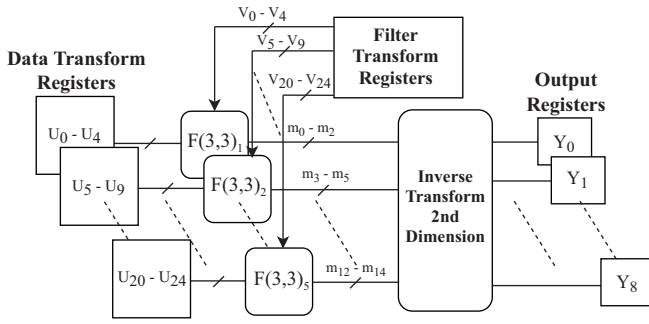 V0 - V4
V5 - V9
V20 - V24
Filter
Transform
Registers
Data Transform
Registers
Output
Registers
U0 - U4
F(3,3)1
m0 - m2
Y0
U5 - U9
F(3,3)2
m3 - m5
Y1
Inverse
Transform
2nd
Dimension
U20 - U24
F(3,3)5
m12 - m14
Y8